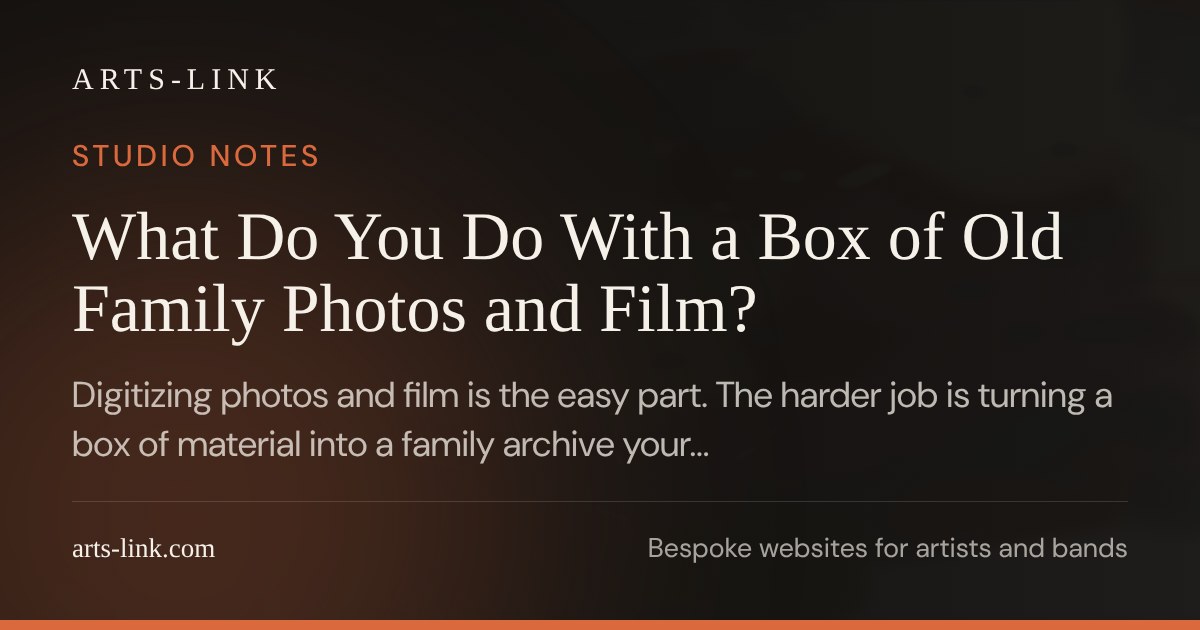 ARTS-LINK
STUDIO NOTES
What Do You Do With a Box of Old
Family Photos and Film?
Digitizing photos and film is the easy part. The harder job is turning a
box of material into a family archive your...
arts-link.com
Bespoke websites for artists and bands